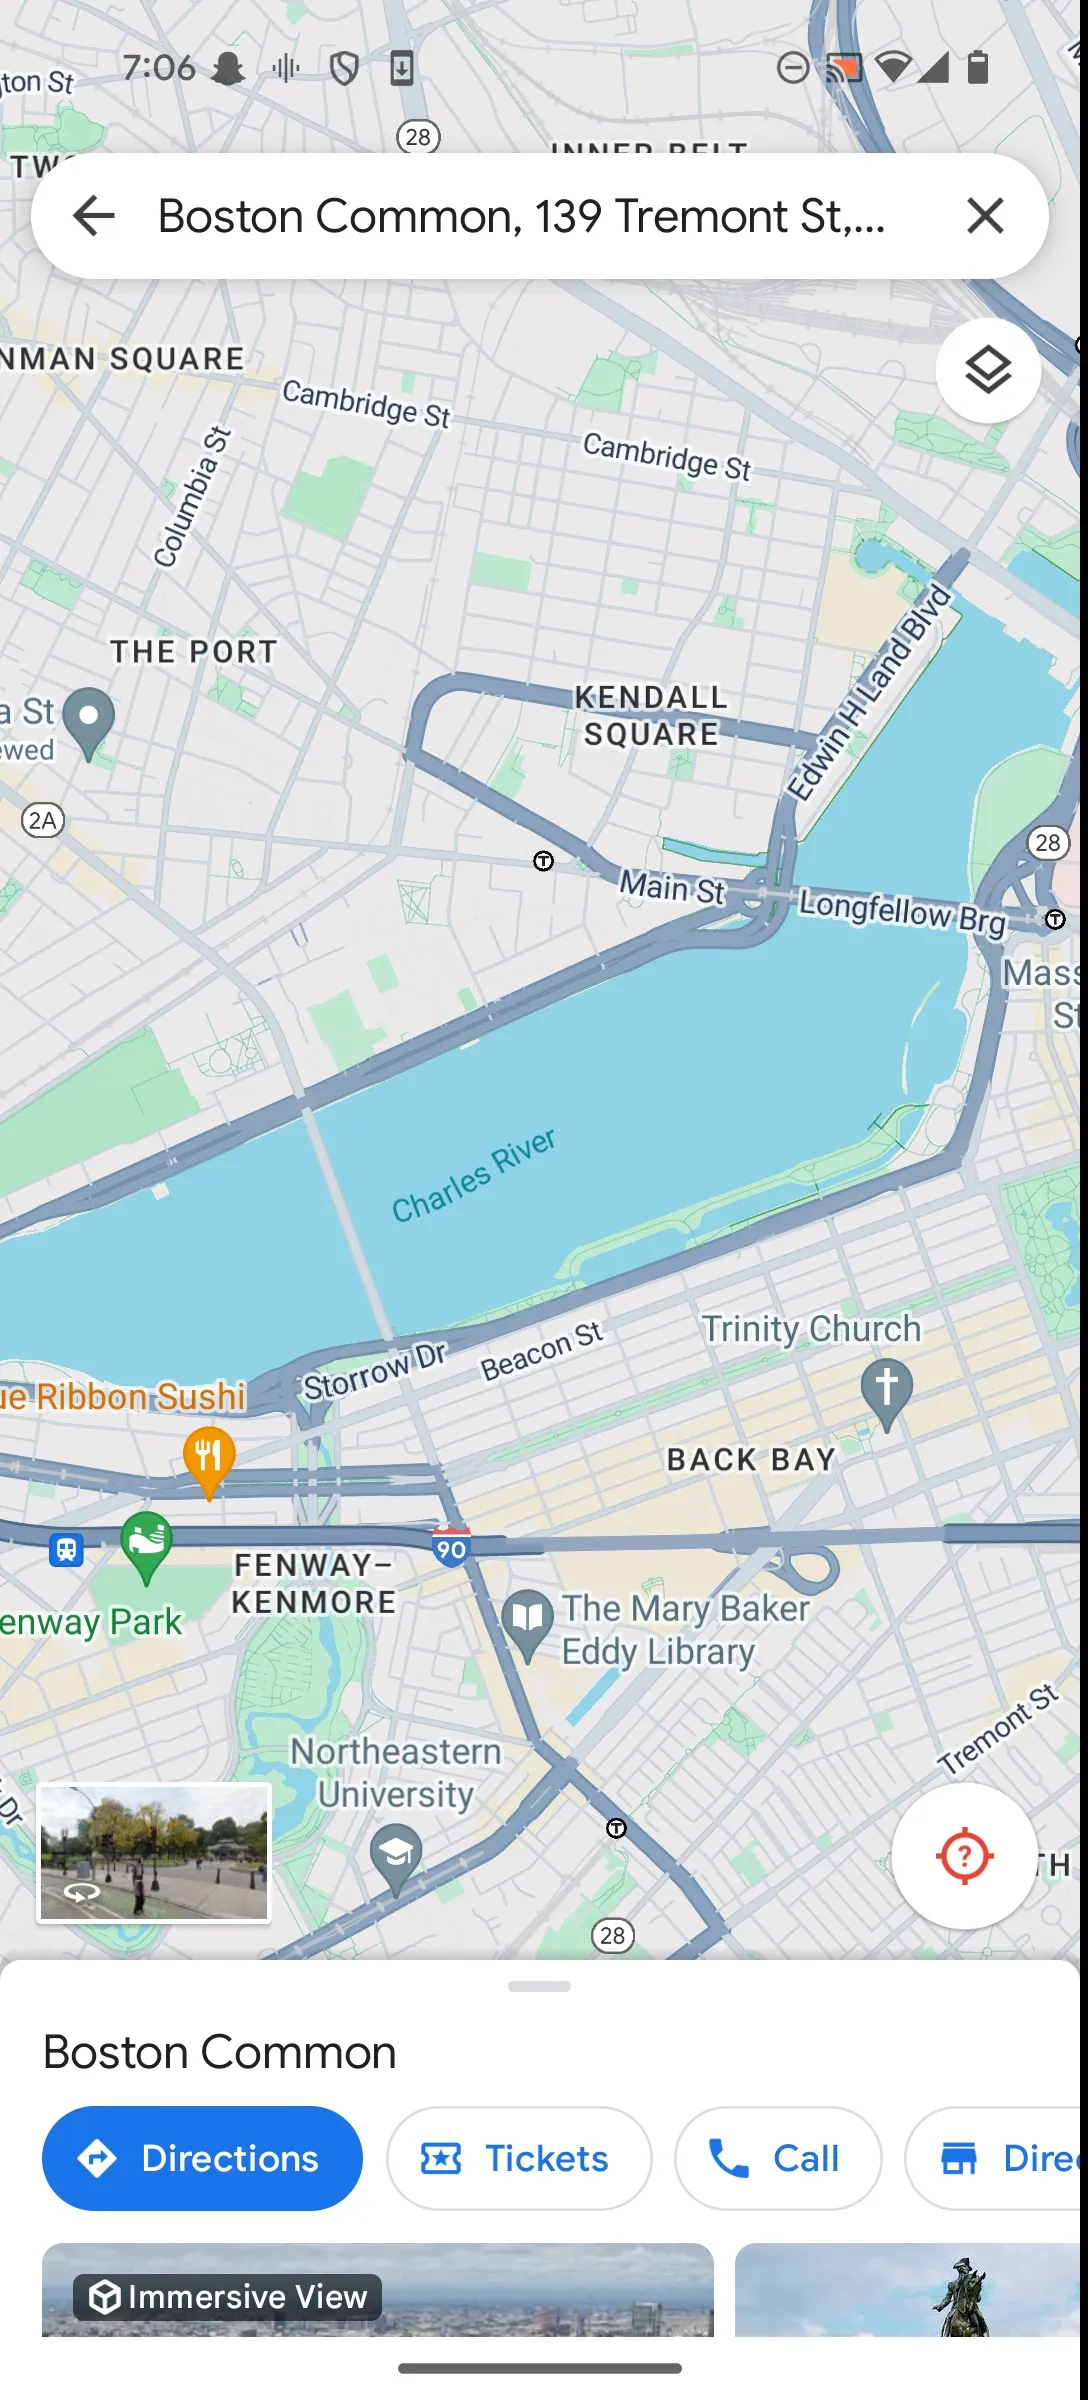 7:06
ton St
28
INNER BELT
Boston Common, 139 Tremont St,...
NMAN SQUARE
Cambridge St
Cambridge St
Columbia St
Edwin H Land Blvd
THE PORT
KENDALL
SQUARE
a St
ewed
2A
28
Main St
Longfellow Brg
Mass
St
Charles River
Trinity Church
Storrow Dr
Beacon St
ue Ribbon Sushi
BACK BAY
90
FENWAY–
KENMORE
enway Park
The Mary Baker
Eddy Library
Tremont St
Northeastern
University
Dr
?
TH
28
Boston Common
Directions
Tickets
Call
Dire
Immersive View